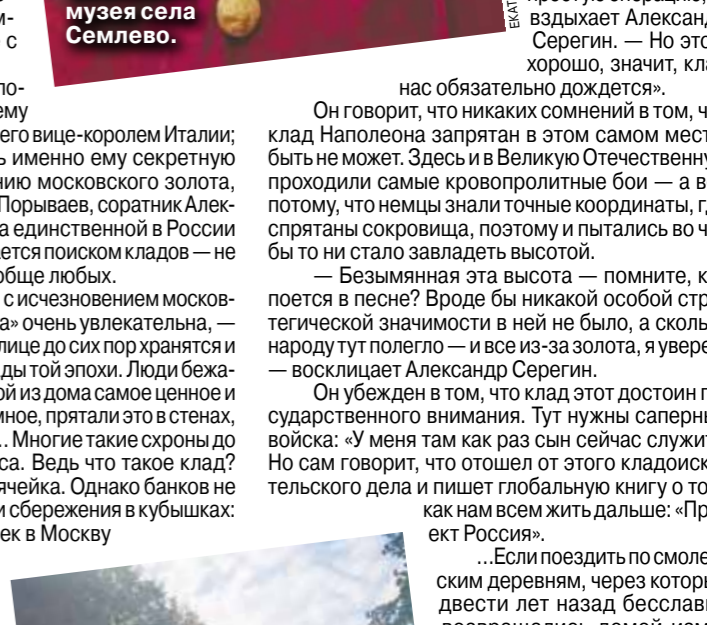 музея села
Семлево.
м-
с
ло-
ему
его вице-королем Италии;
ь именно ему секретную
нию московского золота,
Порываев, соратник Алек-
а единственной в России
ается поиском кладов — не
обще любых.
с исчезновением москов-
а» очень увлекательна, —
лице до сих пор хранятся и
ды той эпохи. Люди бежа-
ой из дома самое ценное и
мное, прятали это в стенах,
.. Многие такие схроны до
са. Ведь что такое клад?
ячейка. Однако банков не
и сбережения в кубышках:
ек в Москву
ЕКАТ
простую операцию,
вздыхает Александ
Серегин. — Но это
хорошо, значит, кла
нас обязательно дождется».
Он говорит, что никаких сомнений в том, ч
клад Наполеона запрятан в этом самом мест
быть не может. Здесь и в Великую Отечественну
проходили самые кровопролитные бои — а в
потому, что немцы знали точные координаты, г
спрятаны сокровища, поэтому и пытались во ч
бы то ни стало завладеть высотой.
— Безымянная эта высота — помните, к
поется в песне? Вроде бы никакой особой стр
тегической значимости в ней не было, а сколь
народу тут полегло — и все из-за золота, я увере
— восклицает Александр Серегин.
Он убежден в том, что клад этот достоин г
сударственного внимания. Тут нужны саперны
войска: «У меня там как раз сын сейчас служит
Но сам говорит, что отошел от этого кладоиск
тельского дела и пишет глобальную книгу о то
как нам всем жить дальше: «Пр
ект Россия».
...Если поездить по смоле
ским деревням, через которы
двести лет назад бесслав